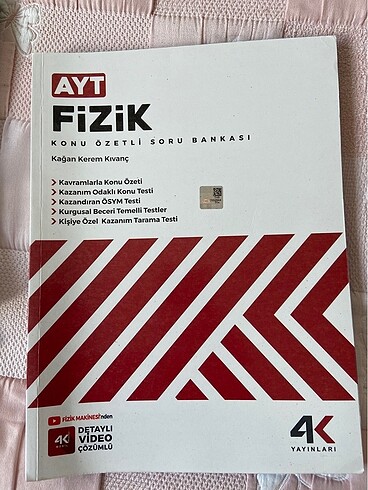 AYT
FİZİK
KONU ÖZETLİ SORU BANKASI
Kağan Kerem Kıvanç
Kavramlarla Konu Özeti
Kazanım Odaklı Konu Testi
Kazandıran ÖSYM Testi
Kurgusal Beceri Temelli Testler
Kişiye Özel Kazanım Tarama Testi
FİZİK MAKİNESİ'nden
4K
DETAYLI
VİDEO
ÇÖZÜMLÜ
4K
YAYINLARI